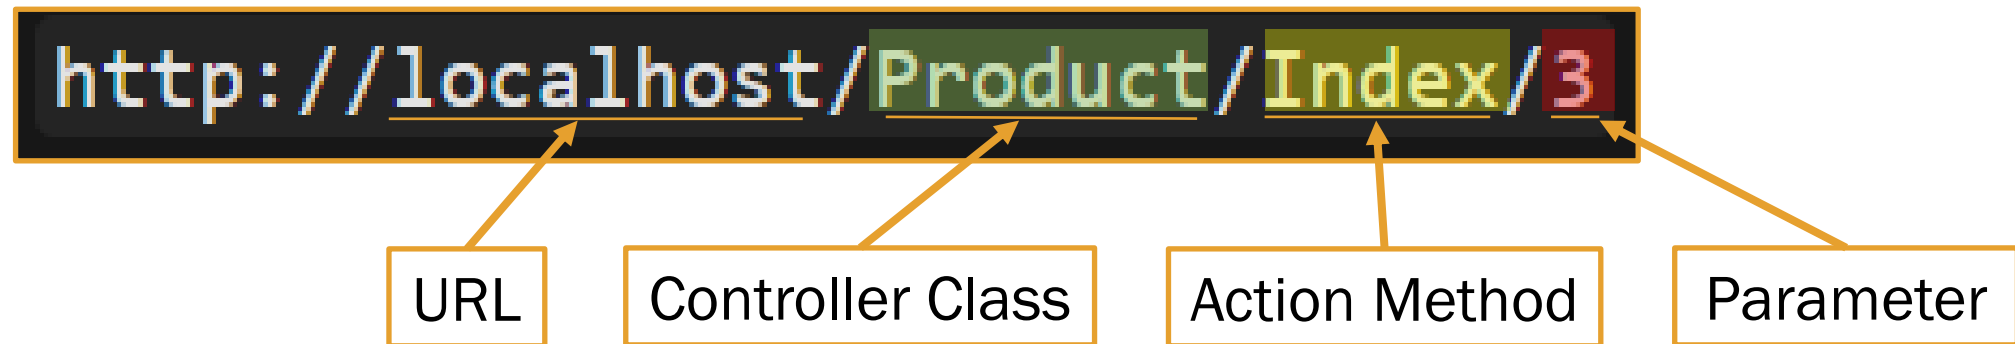 http://localhost/Product/Index/3
URL
Controller Class
Action Method
Parameter